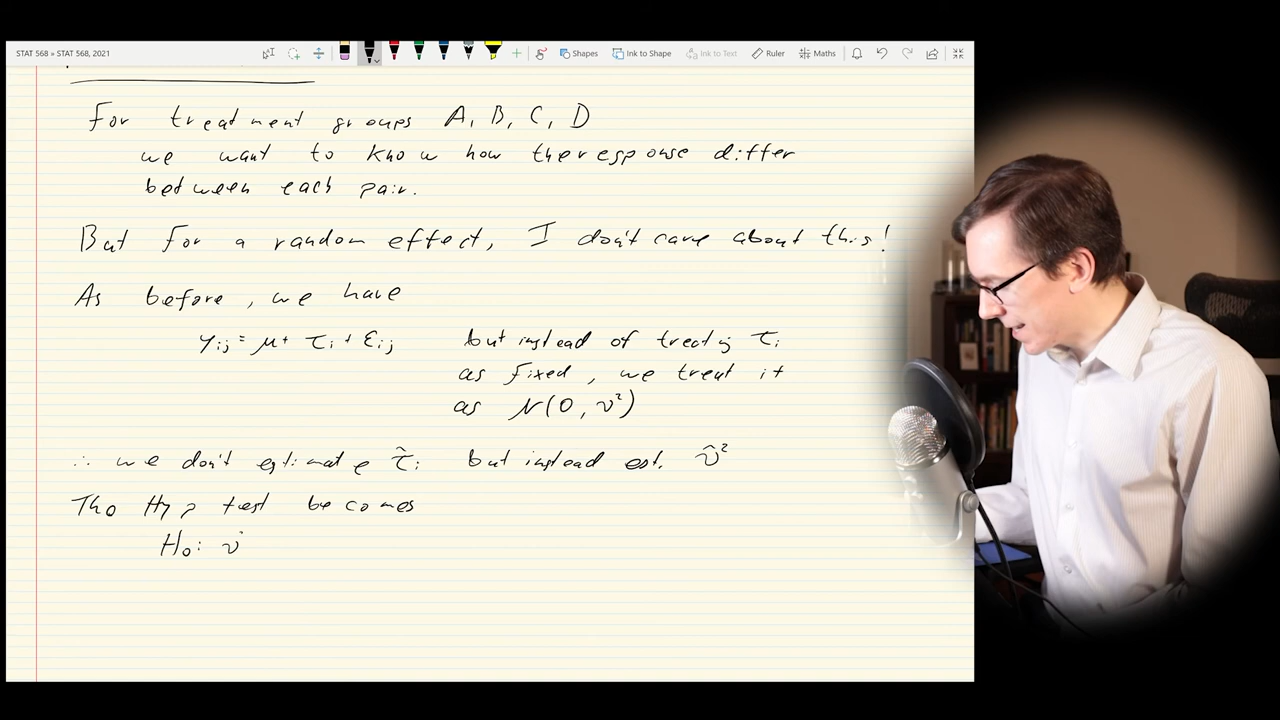 STAT 568 » STAT 568, 2021
Shapes Ink to Shape Ink to Text Ruler Maths
For treatment groups A, B, C, D
we want to know how the response differ
between each pair.
But for a random effect, I don't care about this!
As before, we have
yij = μ + τi + εij but instead of treating τi
as fixed, we treat it
as N(0, ν²)
∴ we don't estimate τ̂i but instead est. ν̂²
The Hyp test becomes
H0: ν